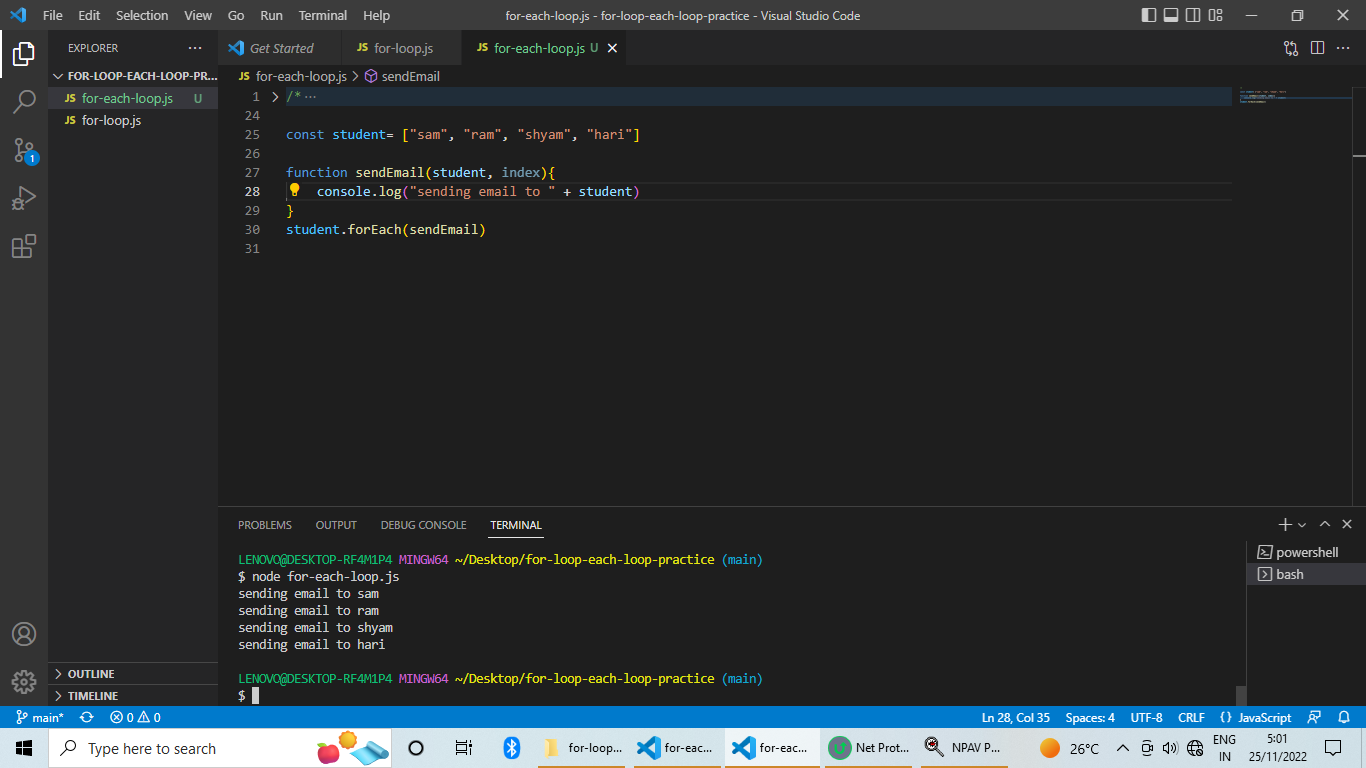 File Edit Selection View Go Run Terminal Help for-each-loop.js - for-loop-each-loop-practice - Visual Studio Code
EXPLORER ···
FOR-LOOP-EACH-LOOP-PR...
JS for-each-loop.js U
JS for-loop.js
1
OUTLINE
TIMELINE
Get Started JS for-loop.js JS for-each-loop.js U
JS for-each-loop.js > sendEmail
1 > /* ···
24
25 const student= ["sam", "ram", "shyam", "hari"]
26
27 function sendEmail(student, index){
28 console.log("sending email to " + student)
29 }
30 student.forEach(sendEmail)
31
PROBLEMS OUTPUT DEBUG CONSOLE TERMINAL
LENOVO@DESKTOP-RF4M1P4 MINGW64 ~/Desktop/for-loop-each-loop-practice (main)
$ node for-each-loop.js
sending email to sam
sending email to ram
sending email to shyam
sending email to hari
LENOVO@DESKTOP-RF4M1P4 MINGW64 ~/Desktop/for-loop-each-loop-practice (main)
$
powershell
bash
main* 0 0 Ln 28, Col 35 Spaces: 4 UTF-8 CRLF {} JavaScript
Type here to search for-loop... for-eac... for-eac... Net Prot... NPAV P... 26°C ENG IN 5:01 25/11/2022